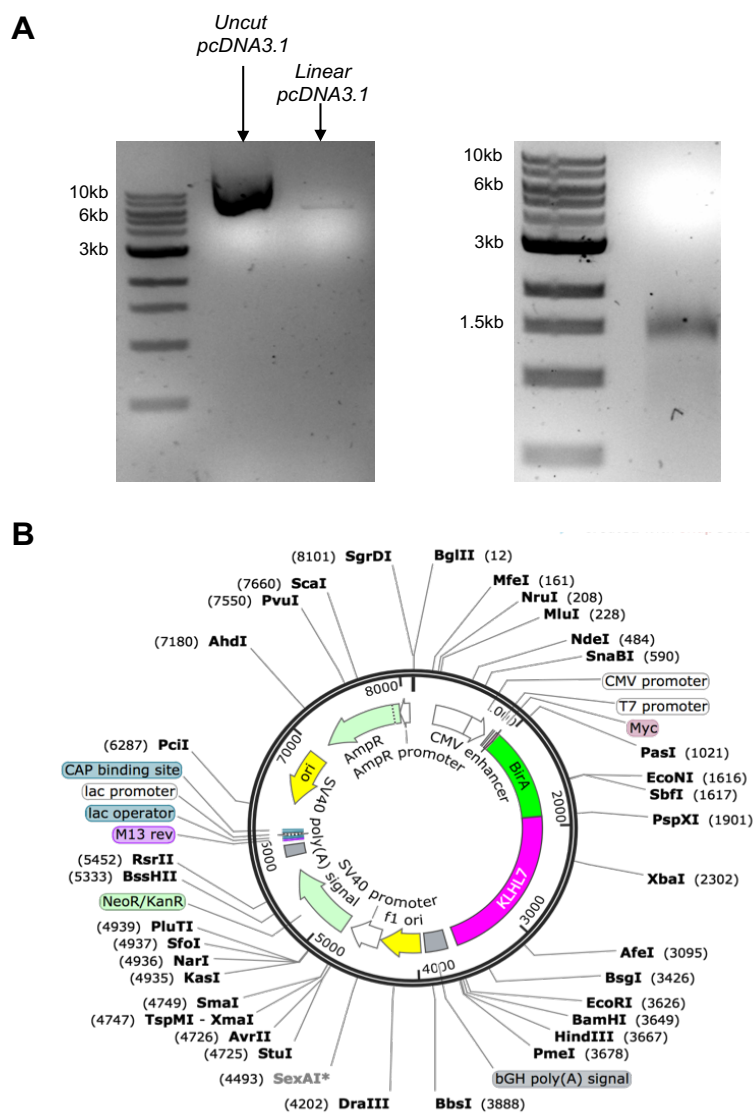 A
Uncut
pcDNA3.1
Linear
pcDNA3.1
10kb
6kb
3kb
10kb
6kb
3kb
1.5kb
B
(8101) SgrDI
BglII (12)
(7660) ScaI
(7550) PvuI
(7180) AhdI
MfeI (161)
NruI (208)
MluI (228)
NdeI (484)
SnaBI (590)
CMV promoter
T7 promoter
Myc
PasI (1021)
EcoNI (1616)
SbfI (1617)
PspXI (1901)
XbaI (2302)
AfeI (3095)
BsgI (3426)
EcoRI (3626)
BamHI (3649)
HindIII (3667)
PmeI (3678)
bGH poly(A) signal
BbsI (3888)
(4202) DraIII
(4493) SexAI*
(4725) StuI
(4726) AvrII
(4747) TspMI - XmaI
(4749) SmaI
(4935) KasI
(4936) NarI
(4937) SfoI
(4939) PluTI
NeoR/KanR
(5333) BssHII
(5452) RsrII
M13 rev
lac operator
lac promoter
CAP binding site
(6287) PciI
8000
2000
3000
4000
5000
6000
7000
CMV enhancer
BirA
KLHL7
f1 ori
SV40 promoter
SV40 poly(A) signal
ori
AmpR
AmpR promoter